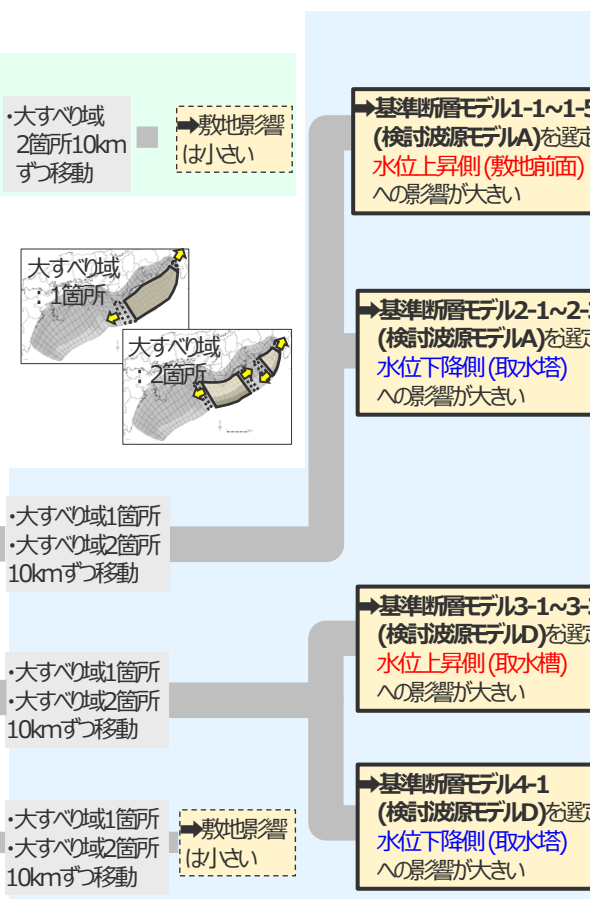 ・大すべり域
2箇所10km
ずつ移動
➡敷地影響
は小さい
➡基準断層モデル1-1~1-5
(検討波源モデルA)を選定
水位上昇側(敷地前面)
への影響が大きい
大すべり域
：1箇所
大すべり域
：2箇所
➡基準断層モデル2-1~2-
(検討波源モデルA)を選定
水位下降側(取水塔)
への影響が大きい
・大すべり域1箇所
・大すべり域2箇所
10kmずつ移動
➡基準断層モデル3-1~3-
(検討波源モデルD)を選定
水位上昇側(取水槽)
への影響が大きい
・大すべり域1箇所
・大すべり域2箇所
10kmずつ移動
➡基準断層モデル4-1
(検討波源モデルD)を選定
水位下降側(取水塔)
への影響が大きい
・大すべり域1箇所
・大すべり域2箇所
10kmずつ移動
➡敷地影響
は小さい